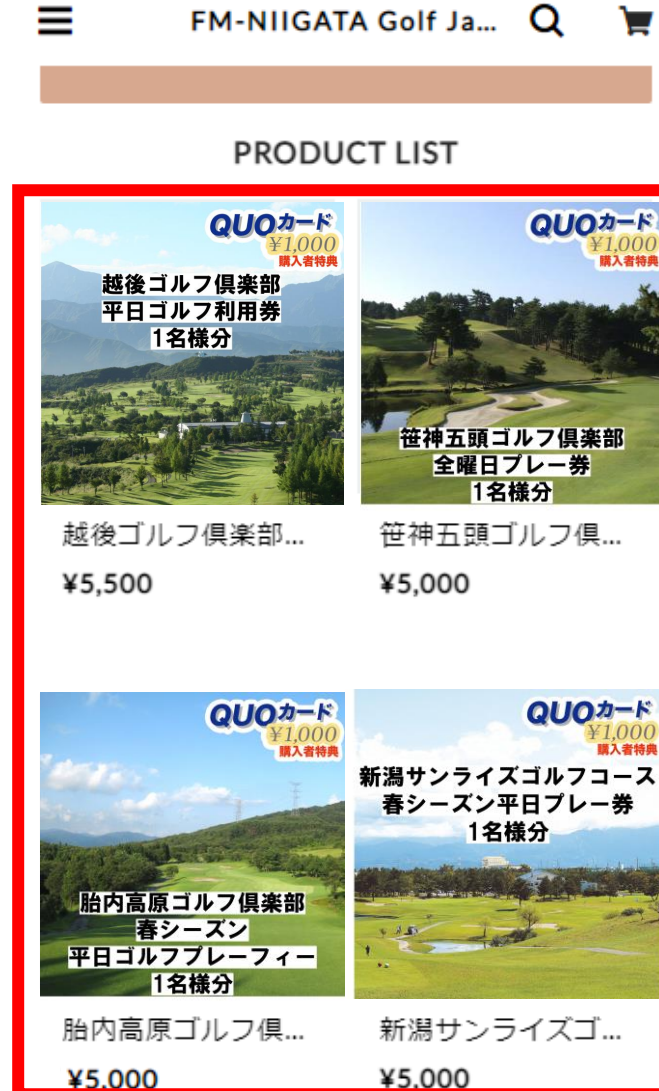 FM-NIIGATA Golf Ja...
PRODUCT LIST
QUOカード
¥1,000
購入者特典
越後ゴルフ倶楽部
平日ゴルフ利用券
1名様分
越後ゴルフ倶楽部...
¥5,500
QUOカード
¥1,000
購入者特典
笹神五頭ゴルフ倶楽部
全曜日プレー券
1名様分
笹神五頭ゴルフ倶...
¥5,000
QUOカード
¥1,000
購入者特典
胎内高原ゴルフ倶楽部
春シーズン
平日ゴルフプレーフィー
1名様分
胎内高原ゴルフ倶...
¥5,000
QUOカード
¥1,000
購入者特典
新潟サンライズゴルフコース
春シーズン平日プレー券
1名様分
新潟サンライズゴ...
¥5,000